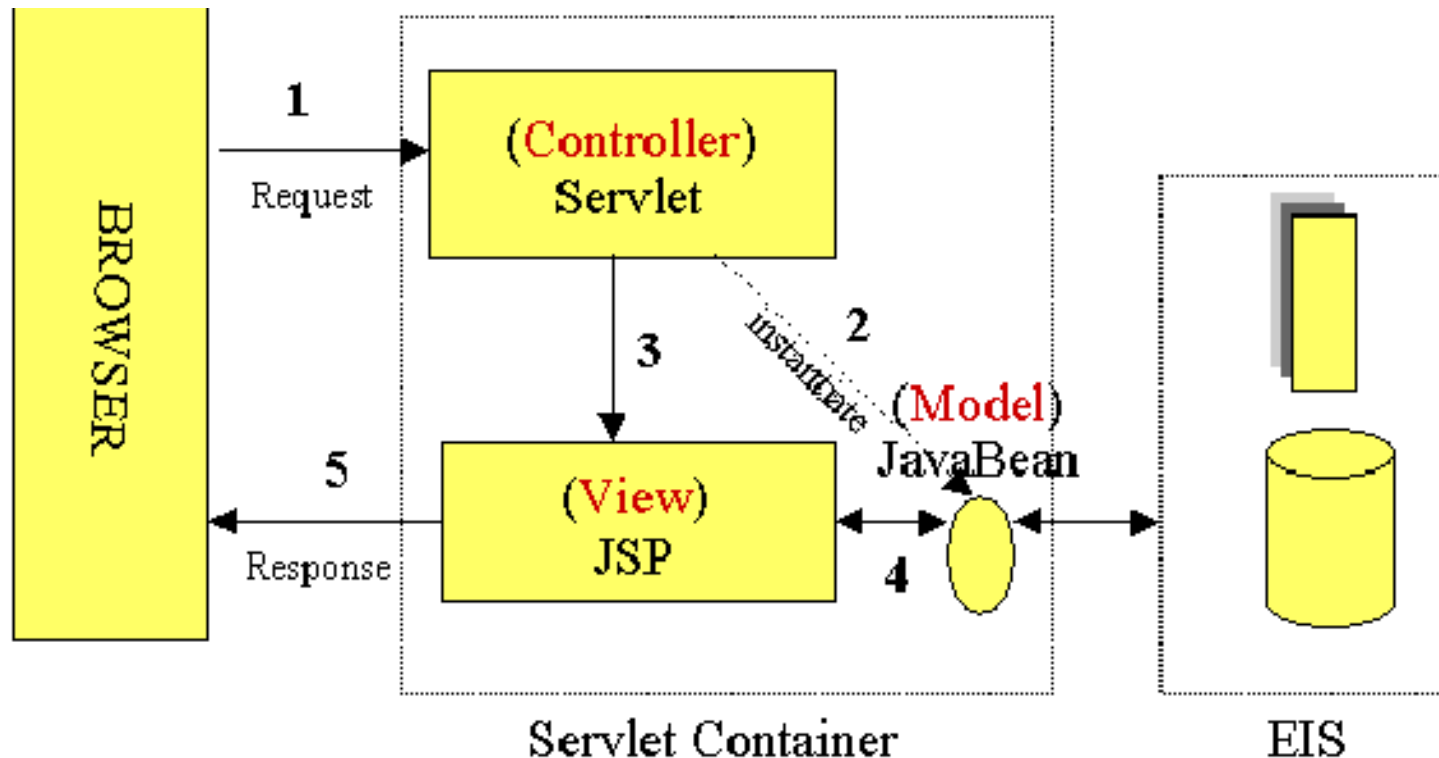 BROWSER
1
Request
(Controller)
Servlet
2
instantiate
3
(Model)
JavaBean
(View)
JSP
4
5
Response
Servlet Container
EIS